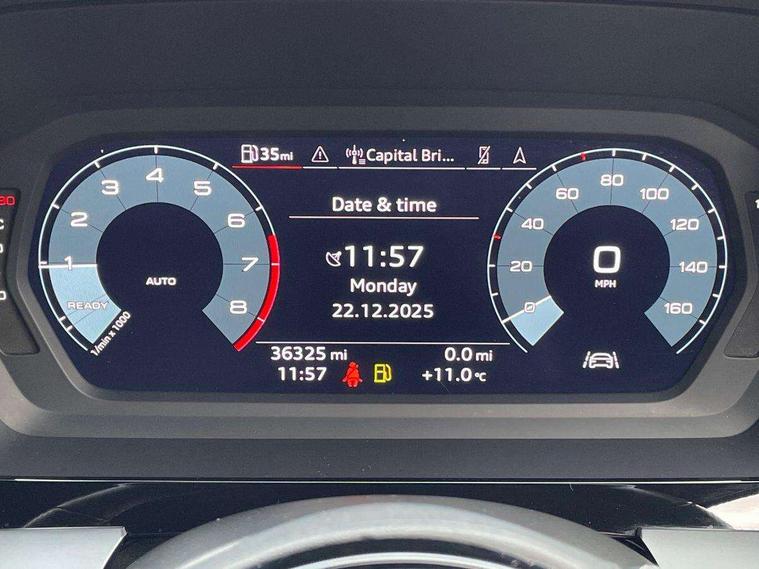 35mi
Capital Bri...
Date & time
11:57
Monday
22.12.2025
36325 mi
0.0 mi
11:57
+11.0 °C
1
2
3
4
5
6
7
8
READY
AUTO
1/min x 1000
0
20
40
60
80
100
120
140
160
0
MPH